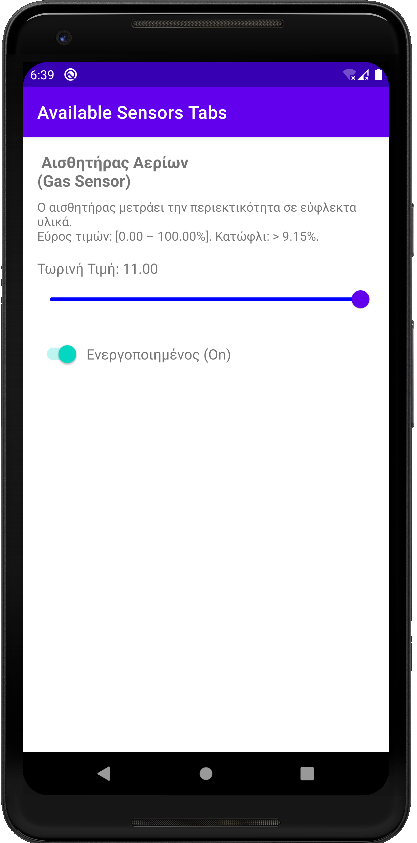 6:39
Available Sensors Tabs
Αισθητήρας Αερίων
(Gas Sensor)
Ο αισθητήρας μετράει την περιεκτικότητα σε εύφλεκτα
υλικά.
Εύρος τιμών: [0.00 – 100.00%]. Κατώφλι: > 9.15%.
Τωρινή Τιμή: 11.00
Ενεργοποιημένος (On)